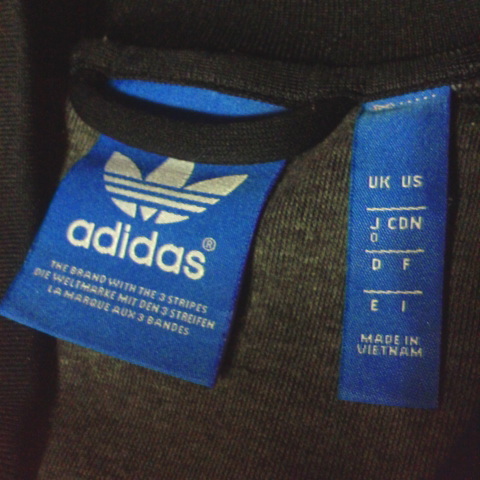 adidas®
THE BRAND WITH THE 3 STRIPES
DIE WELTMARKE MIT DEN 3 STREIFEN
LA MARQUE AUX 3 BANDES
UK US
J CDN
O
D F
E I
MADE IN
VIETNAM